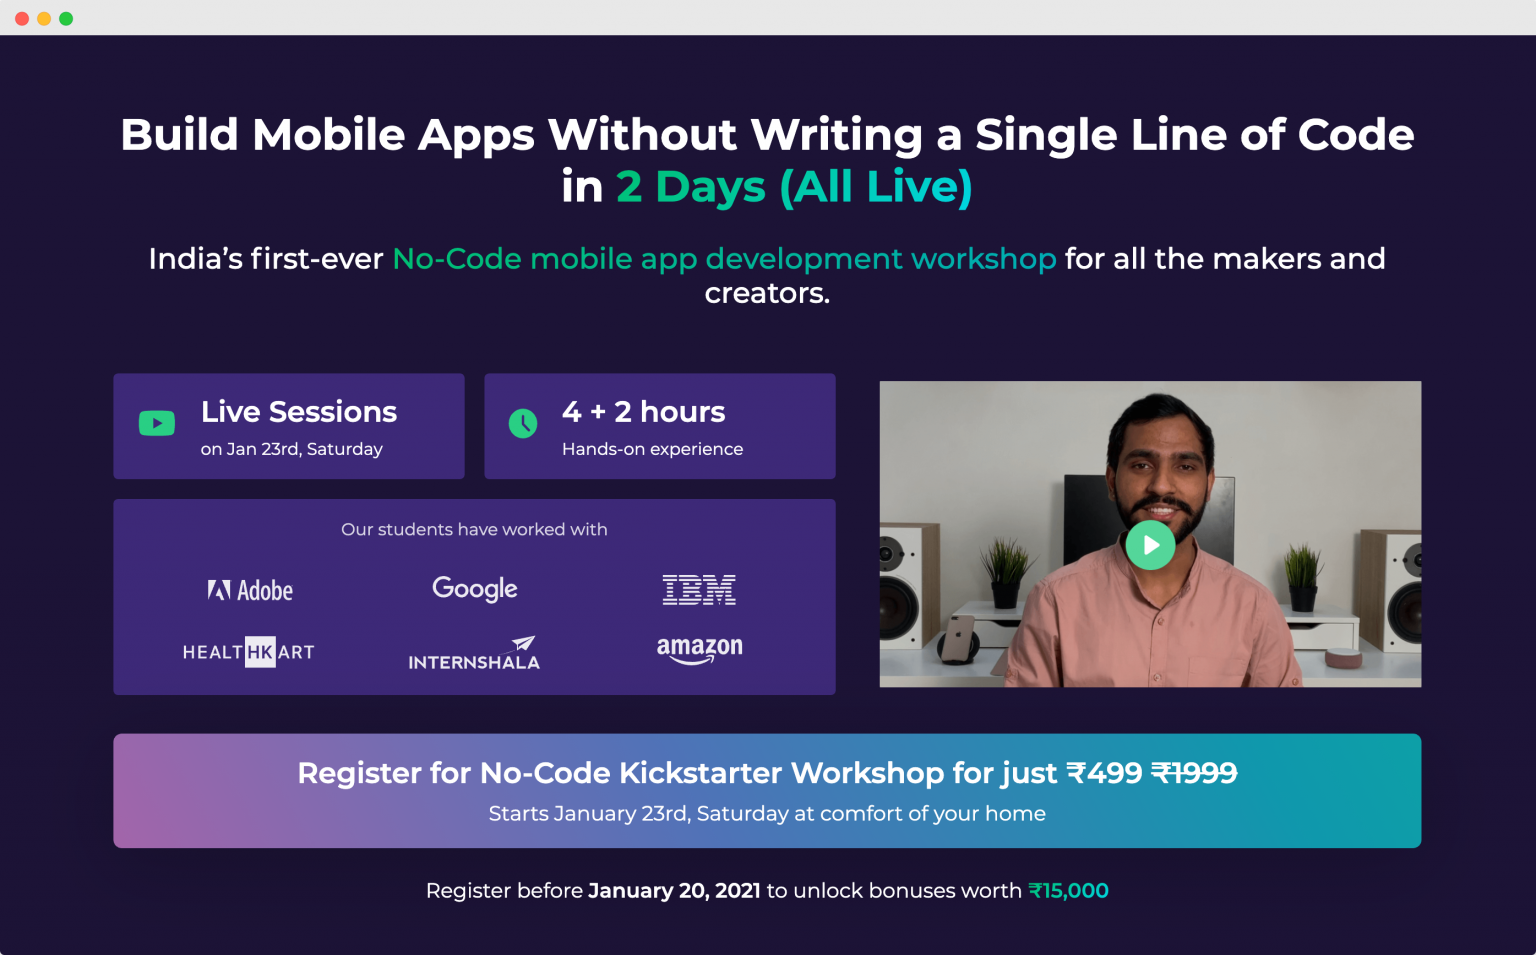 Build Mobile Apps Without Writing a Single Line of Code
in 2 Days (All Live)
India’s first-ever No-Code mobile app development workshop for all the makers and
creators.
Live Sessions
on Jan 23rd, Saturday
4 + 2 hours
Hands-on experience
Our students have worked with
Adobe
Google
IBM
HEALTHKART
INTERNSHALA
amazon
Register for No-Code Kickstarter Workshop for just ₹499 ₹1999
Starts January 23rd, Saturday at comfort of your home
Register before January 20, 2021 to unlock bonuses worth ₹15,000